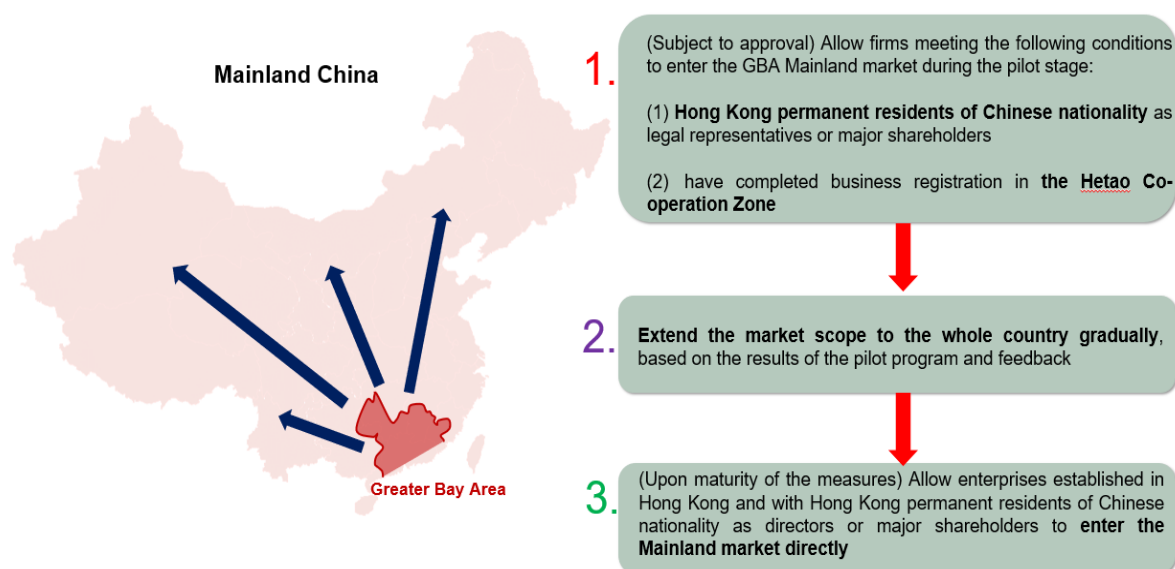 Mainland China
Greater Bay Area
1.
(Subject to approval) Allow firms meeting the following conditions
to enter the GBA Mainland market during the pilot stage:
(1) Hong Kong permanent residents of Chinese nationality as
legal representatives or major shareholders
(2) have completed business registration in the Hetao Co-
operation Zone
2.
Extend the market scope to the whole country gradually,
based on the results of the pilot program and feedback
3.
(Upon maturity of the measures) Allow enterprises established in
Hong Kong and with Hong Kong permanent residents of Chinese
nationality as directors or major shareholders to enter the
Mainland market directly